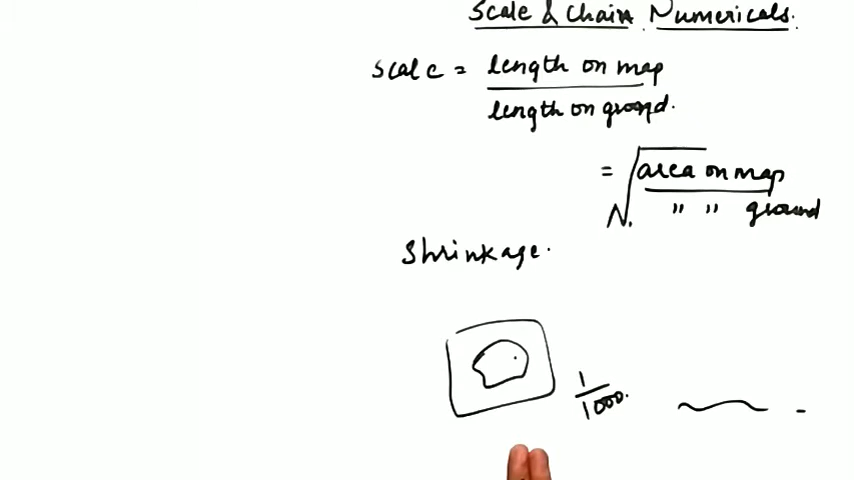 Scale & Chain Numericals.
Scale = length on map
length on ground.
= √ area on map
" " ground
Shrinkage.
1
1000.